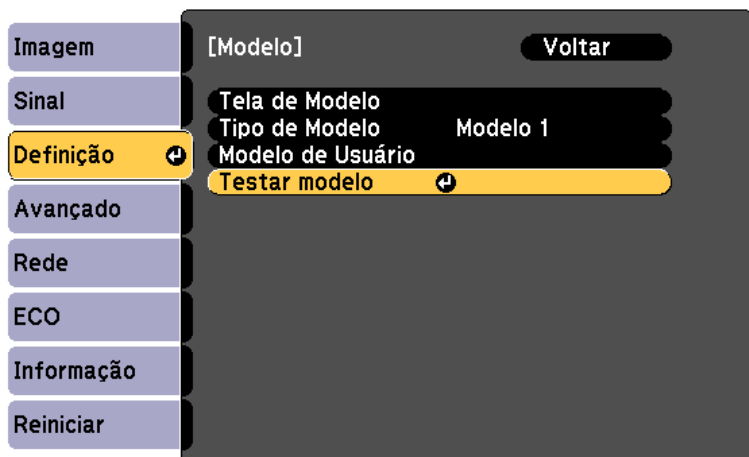 Imagem
Sinal
Definição
Avançado
Rede
ECO
Informação
Reiniciar
[Modelo] Voltar
Tela de Modelo
Tipo de Modelo Modelo 1
Modelo de Usuário
Testar modelo